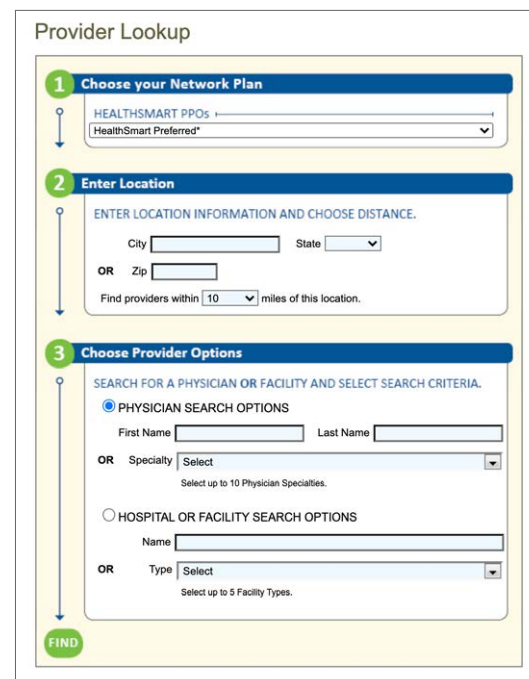 Provider Lookup
1 Choose your Network Plan
HEALTHSMART PPOs
HealthSmart Preferred*
2 Enter Location
ENTER LOCATION INFORMATION AND CHOOSE DISTANCE.
City State
OR Zip
Find providers within 10 miles of this location.
3 Choose Provider Options
SEARCH FOR A PHYSICIAN OR FACILITY AND SELECT SEARCH CRITERIA.
PHYSICIAN SEARCH OPTIONS
First Name Last Name
OR Specialty Select
Select up to 10 Physician Specialties.
HOSPITAL OR FACILITY SEARCH OPTIONS
Name
OR Type Select
Select up to 5 Facility Types.
FIND